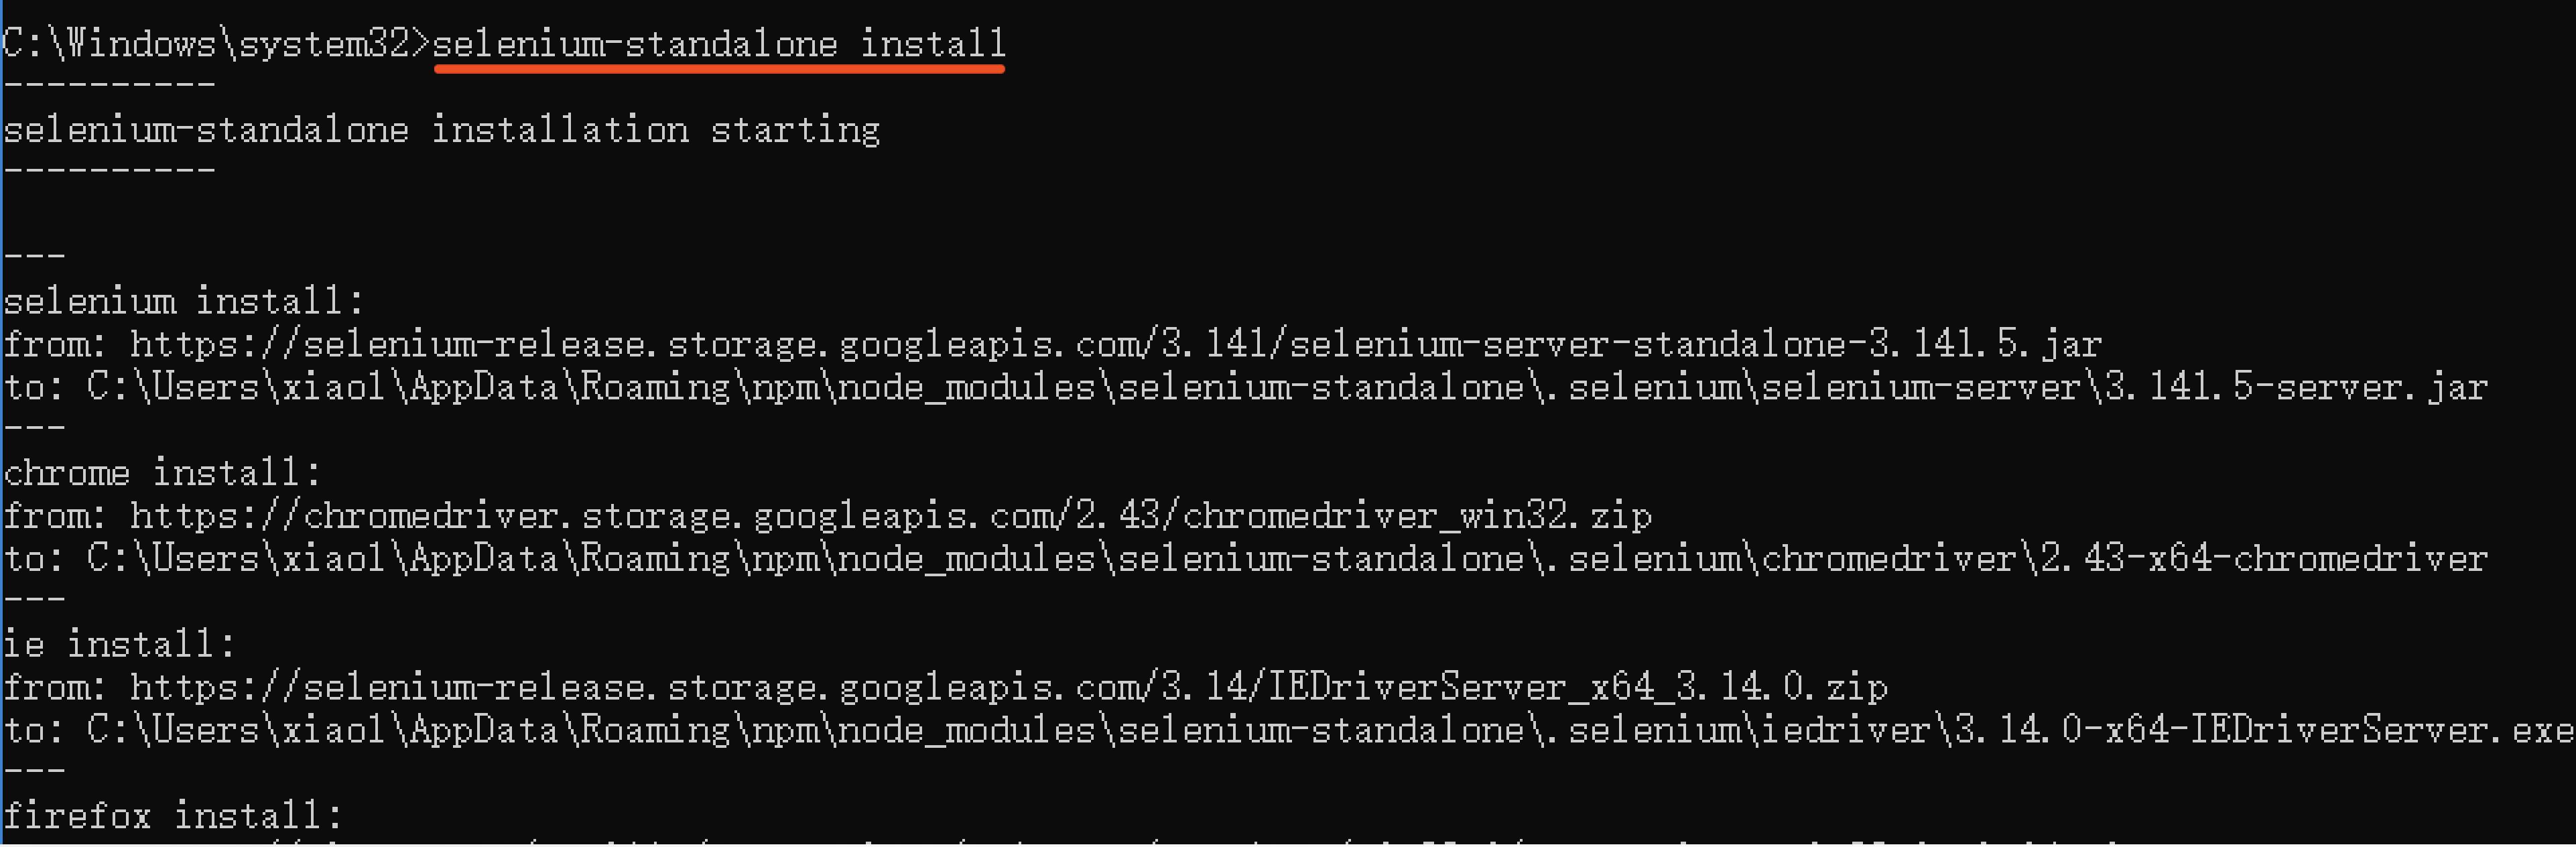 C:\Windows\system32>selenium-standalone install
----------
selenium-standalone installation starting
----------
---
selenium install:
from: https://selenium-release.storage.googleapis.com/3.141/selenium-server-standalone-3.141.5.jar
to: C:\Users\xiaol\AppData\Roaming\npm\node_modules\selenium-standalone\.selenium\selenium-server\3.141.5-server.jar
---
chrome install:
from: https://chromedriver.storage.googleapis.com/2.43/chromedriver_win32.zip
to: C:\Users\xiaol\AppData\Roaming\npm\node_modules\selenium-standalone\.selenium\chromedriver\2.43-x64-chromedriver
---
ie install:
from: https://selenium-release.storage.googleapis.com/3.14/IEDriverServer_x64_3.14.0.zip
to: C:\Users\xiaol\AppData\Roaming\npm\node_modules\selenium-standalone\.selenium\iedriver\3.14.0-x64-IEDriverServer.exe
---
firefox install: